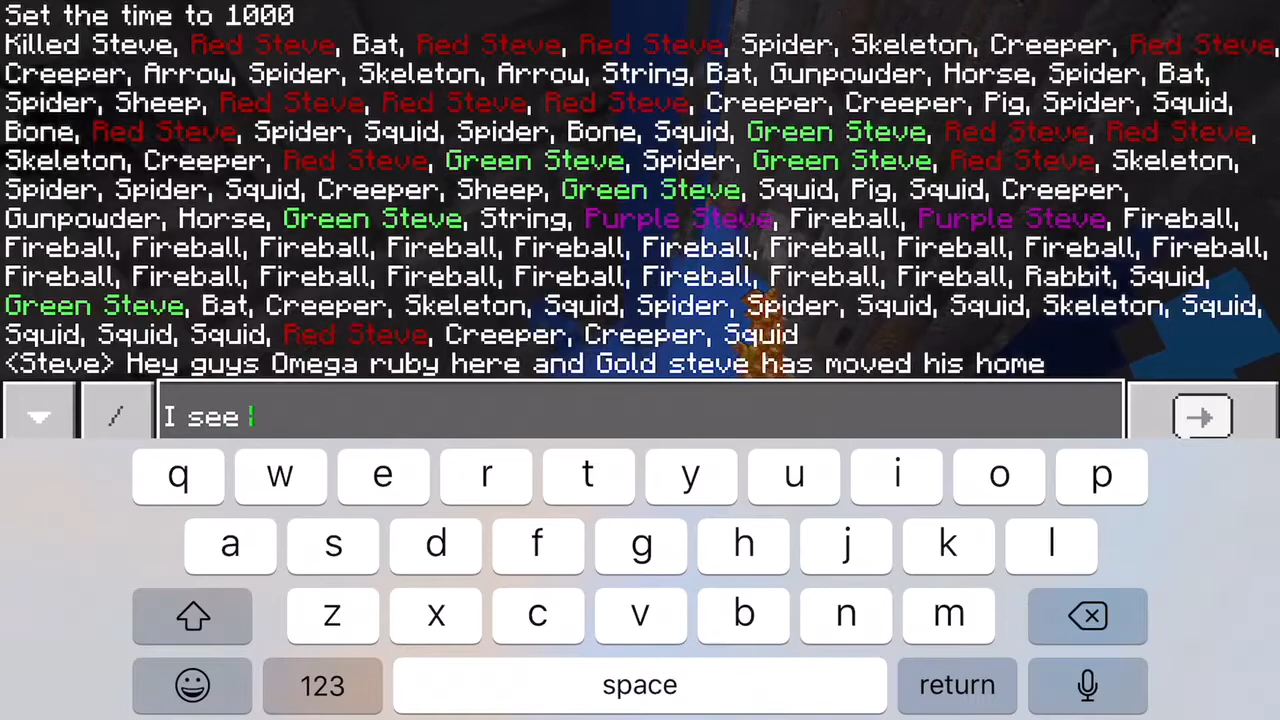 Set the time to 1000
Killed Steve, Red Steve, Bat, Red Steve, Red Steve, Spider, Skeleton, Creeper, Red Steve,
Creeper, Arrow, Spider, Skeleton, Arrow, String, Bat, Gunpowder, Horse, Spider, Bat,
Spider, Sheep, Red Steve, Red Steve, Red Steve, Creeper, Creeper, Pig, Spider, Squid,
Bone, Red Steve, Spider, Squid, Spider, Bone, Squid, Green Steve, Red Steve, Red Steve,
Skeleton, Creeper, Red Steve, Green Steve, Spider, Green Steve, Red Steve, Skeleton,
Spider, Spider, Squid, Creeper, Sheep, Green Steve, Squid, Pig, Squid, Creeper,
Gunpowder, Horse, Green Steve, String, Purple Steve, Fireball, Purple Steve, Fireball,
Fireball, Fireball, Fireball, Fireball, Fireball, Fireball, Fireball, Fireball, Fireball, Fireball,
Fireball, Fireball, Fireball, Fireball, Fireball, Fireball, Fireball, Fireball, Rabbit, Squid,
Green Steve, Bat, Creeper, Skeleton, Squid, Spider, Spider, Squid, Squid, Skeleton, Squid,
Squid, Squid, Squid, Red Steve, Creeper, Creeper, Squid
<Steve> Hey guys Omega ruby here and Gold steve has moved his home
/ I see
q w e r t y u i o p
a s d f g h j k l
z x c v b n m
123 space return